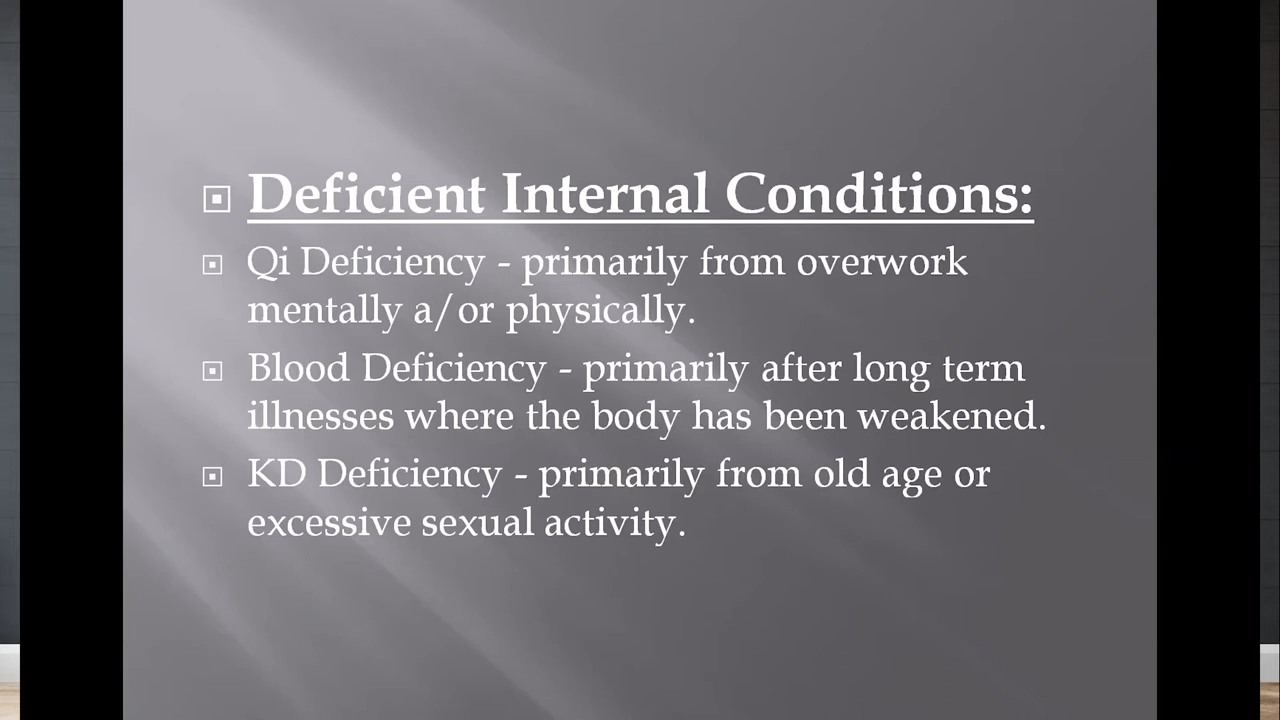 Deficient Internal Conditions:
Qi Deficiency - primarily from overwork
mentally a/or physically.
Blood Deficiency - primarily after long term
illnesses where the body has been weakened.
KD Deficiency - primarily from old age or
excessive sexual activity.